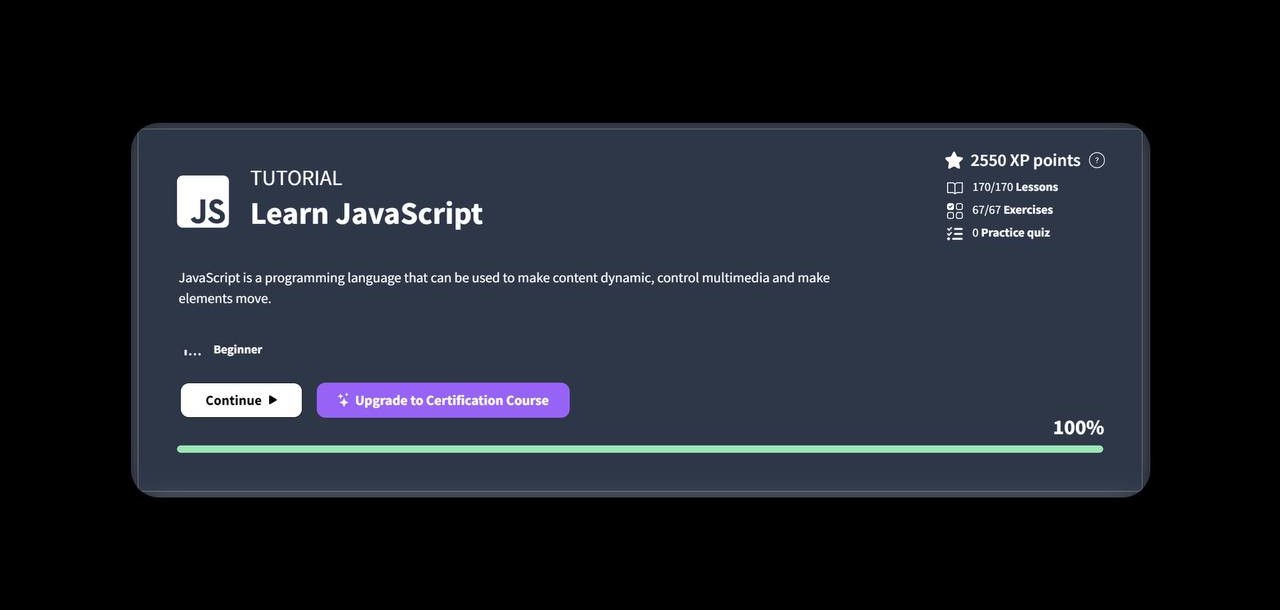 JS
TUTORIAL
Learn JavaScript
2550 XP points ?
170/170 Lessons
67/67 Exercises
0 Practice quiz
JavaScript is a programming language that can be used to make content dynamic, control multimedia and make
elements move.
Beginner
Continue
Upgrade to Certification Course
100%